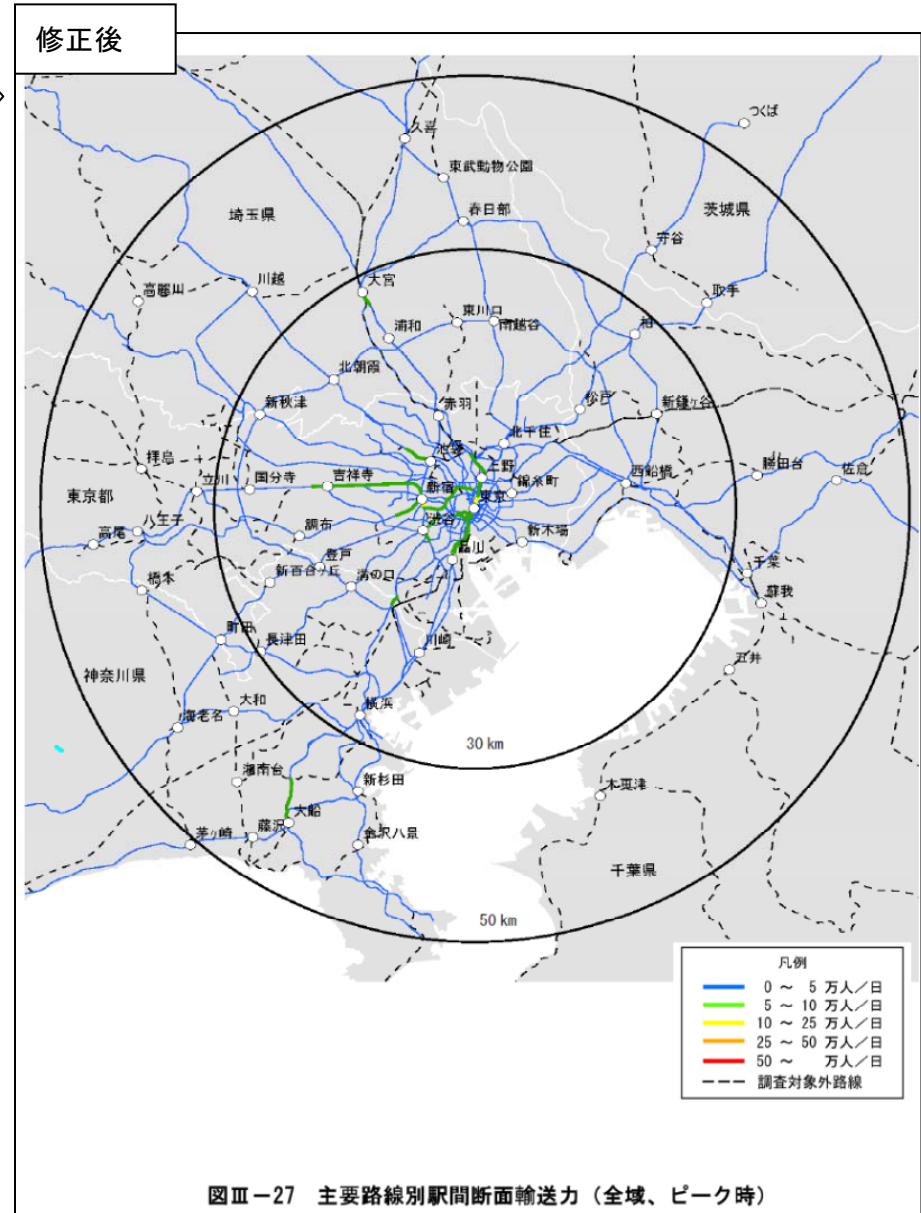 修正後
つくば
久喜
東武動物公園
埼玉県
春日部
茨城県
守谷
川越
大宮
取手
高麗川
東川口
南越谷
浦和
柏
北朝霞
新秋津
赤羽
松戸
新鎌ヶ谷
北千住
池袋
上野
拝島
西船橋
勝田台
佐倉
立川
国分寺
吉祥寺
新宿
錦糸町
東京
東京都
八王子
渋谷
調布
新木場
高尾
品川
登戸
千葉
橋本
新百合ヶ丘
溝の口
蘇我
町田
長津田
川崎
五井
神奈川県
大和
横浜
海老名
30 km
湘南台
新杉田
木更津
大船
藤沢
茅ヶ崎
金沢八景
千葉県
50 km
凡例
0 ～ 5 万人／日
5 ～ 10 万人／日
10 ～ 25 万人／日
25 ～ 50 万人／日
50 ～ 万人／日
調査対象外路線
図Ⅲ－27 主要路線別駅間断面輸送力（全域、ピーク時）